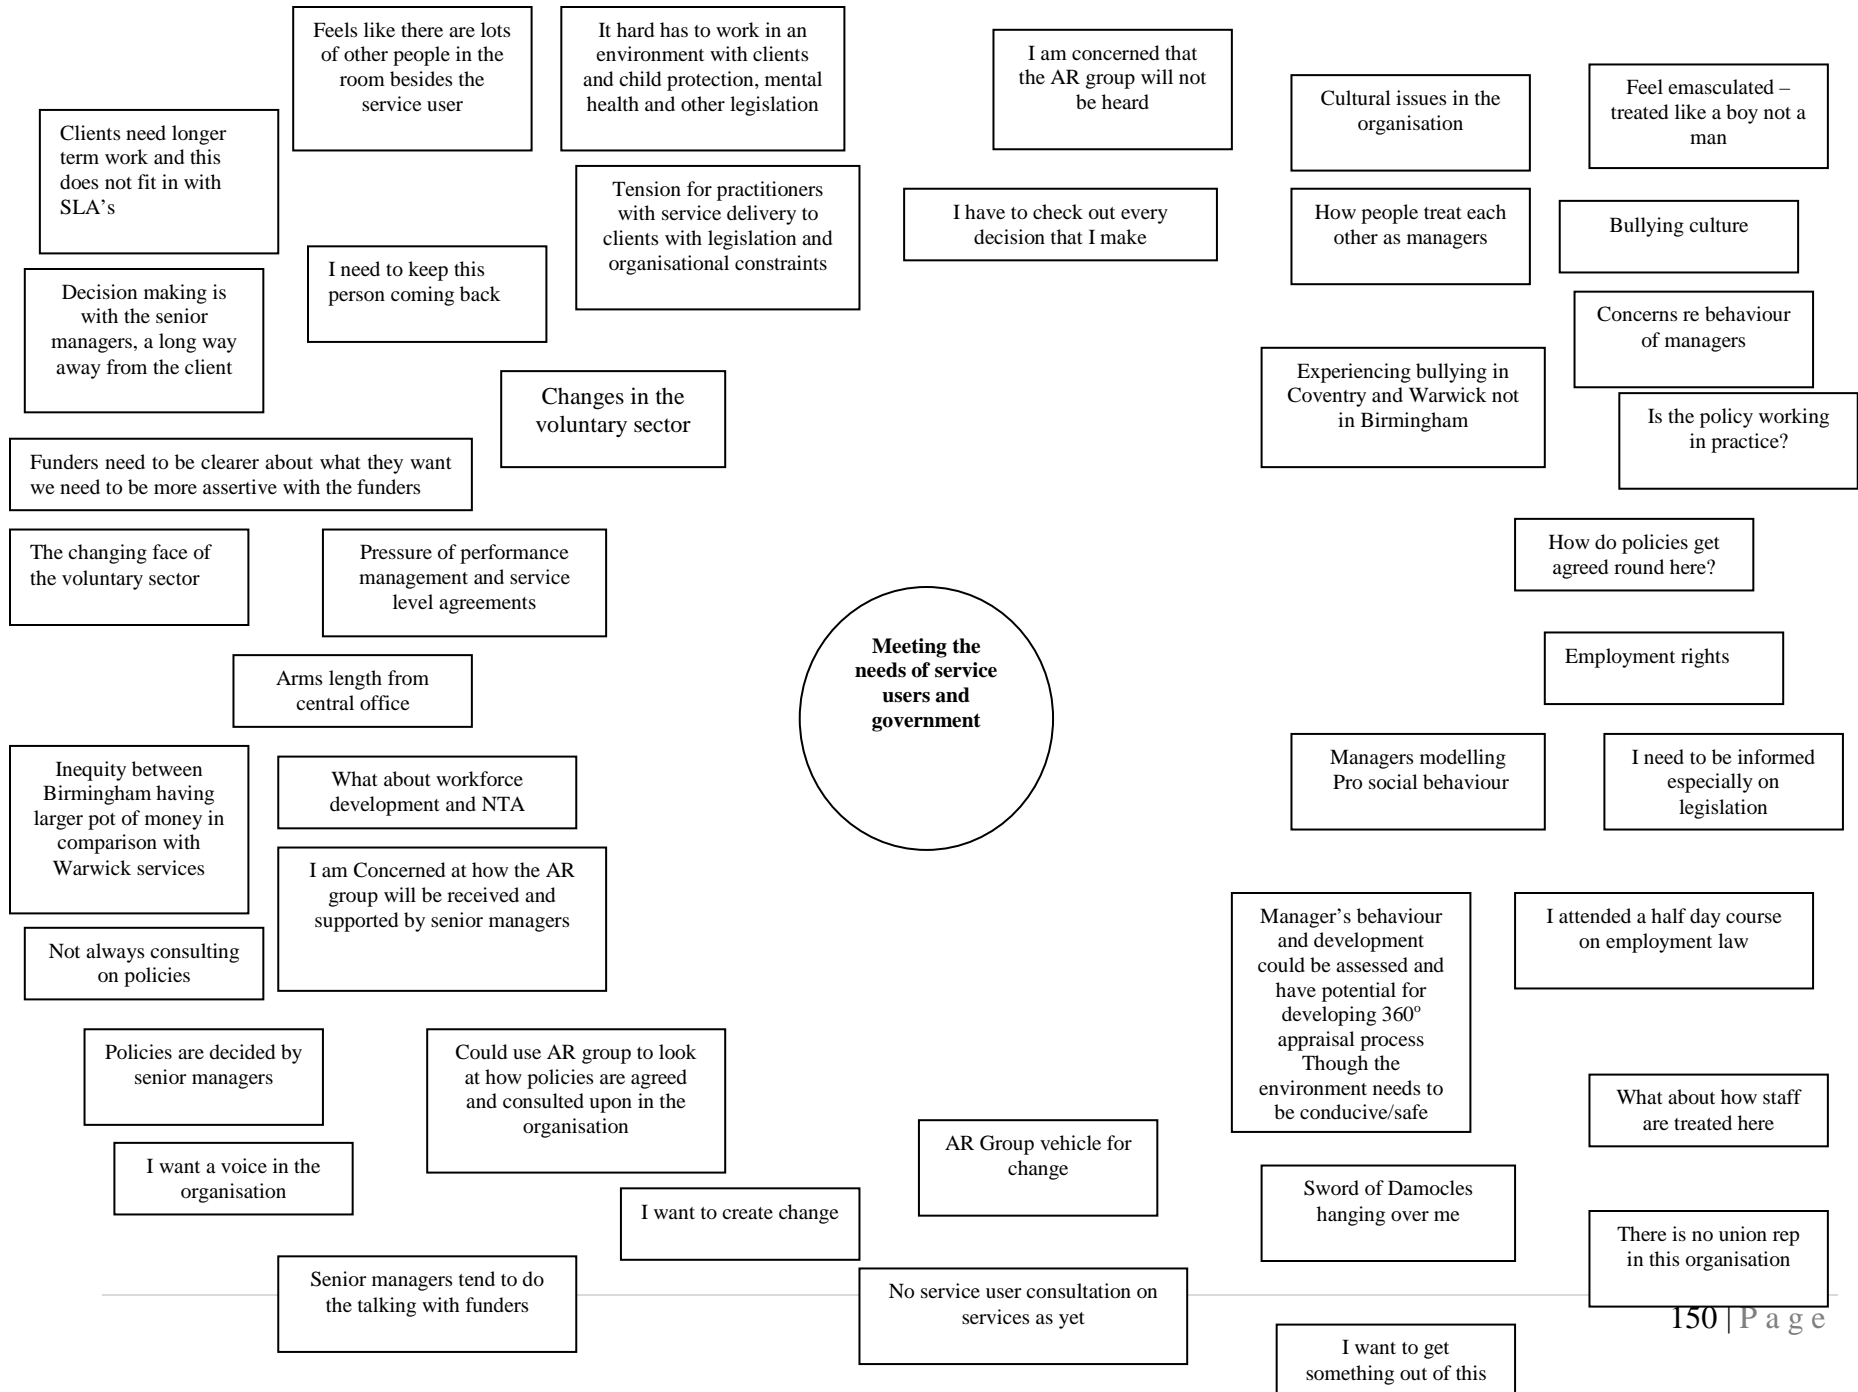 Feels like there are lots
of other people in the
room besides the
service user
It hard has to work in an
environment with clients
and child protection, mental
health and other legislation
I am concerned that
the AR group will not
be heard
Cultural issues in the
organisation
Feel emasculated –
treated like a boy not a
man
Clients need longer
term work and this
does not fit in with
SLA's
Tension for practitioners
with service delivery to
clients with legislation and
organisational constraints
I have to check out every
decision that I make
How people treat each
other as managers
Bullying culture
I need to keep this
person coming back
Decision making is
with the senior
managers, a long way
away from the client
Concerns re behaviour
of managers
Experiencing bullying in
Coventry and Warwick not
in Birmingham
Changes in the
voluntary sector
Is the policy working
in practice?
Funders need to be clearer about what they want
we need to be more assertive with the funders
The changing face of
the voluntary sector
Pressure of performance
management and service
level agreements
How do policies get
agreed round here?
Meeting the
needs of service
users and
government
Employment rights
Arms length from
central office
Inequity between
Birmingham having
larger pot of money in
comparison with
Warwick services
What about workforce
development and NTA
Managers modelling
Pro social behaviour
I need to be informed
especially on
legislation
I am Concerned at how the AR
group will be received and
supported by senior managers
Manager's behaviour
and development
could be assessed and
have potential for
developing 360º
appraisal process
Though the
environment needs to
be conducive/safe
I attended a half day course
on employment law
Not always consulting
on policies
Policies are decided by
senior managers
Could use AR group to look
at how policies are agreed
and consulted upon in the
organisation
What about how staff
are treated here
AR Group vehicle for
change
I want a voice in the
organisation
Sword of Damocles
hanging over me
I want to create change
There is no union rep
in this organisation
Senior managers tend to do
the talking with funders
No service user consultation on
services as yet
150 | P a g e
I want to get
something out of this